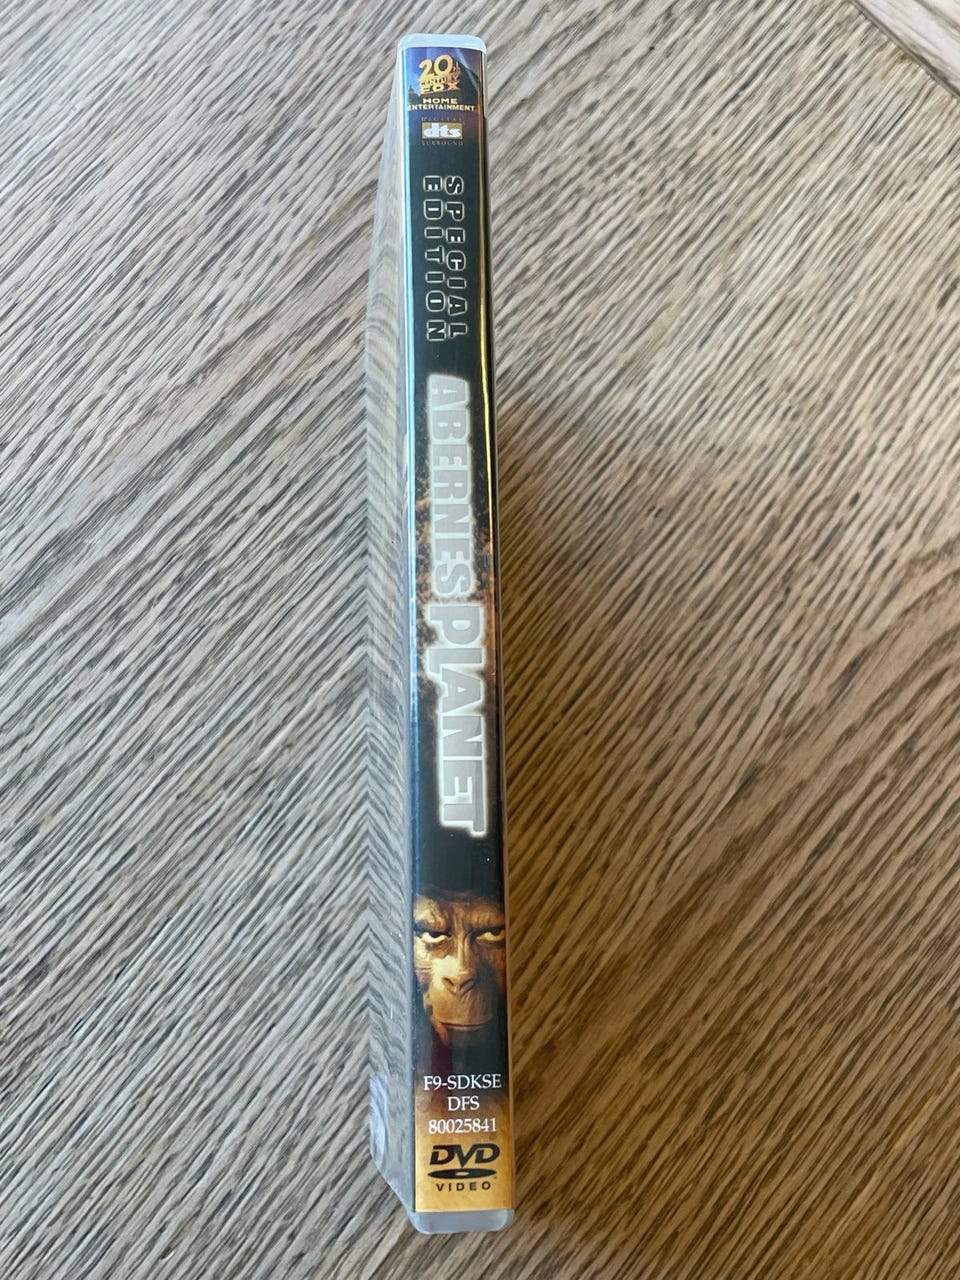 20th
CENTURY
FOX
HOME
ENTERTAINMENT
DIGITAL
dts
SURROUND
SPECIAL
EDITION
ABERNES PLANET
F9-SDKSE
DFS
80025841
DVD
VIDEO